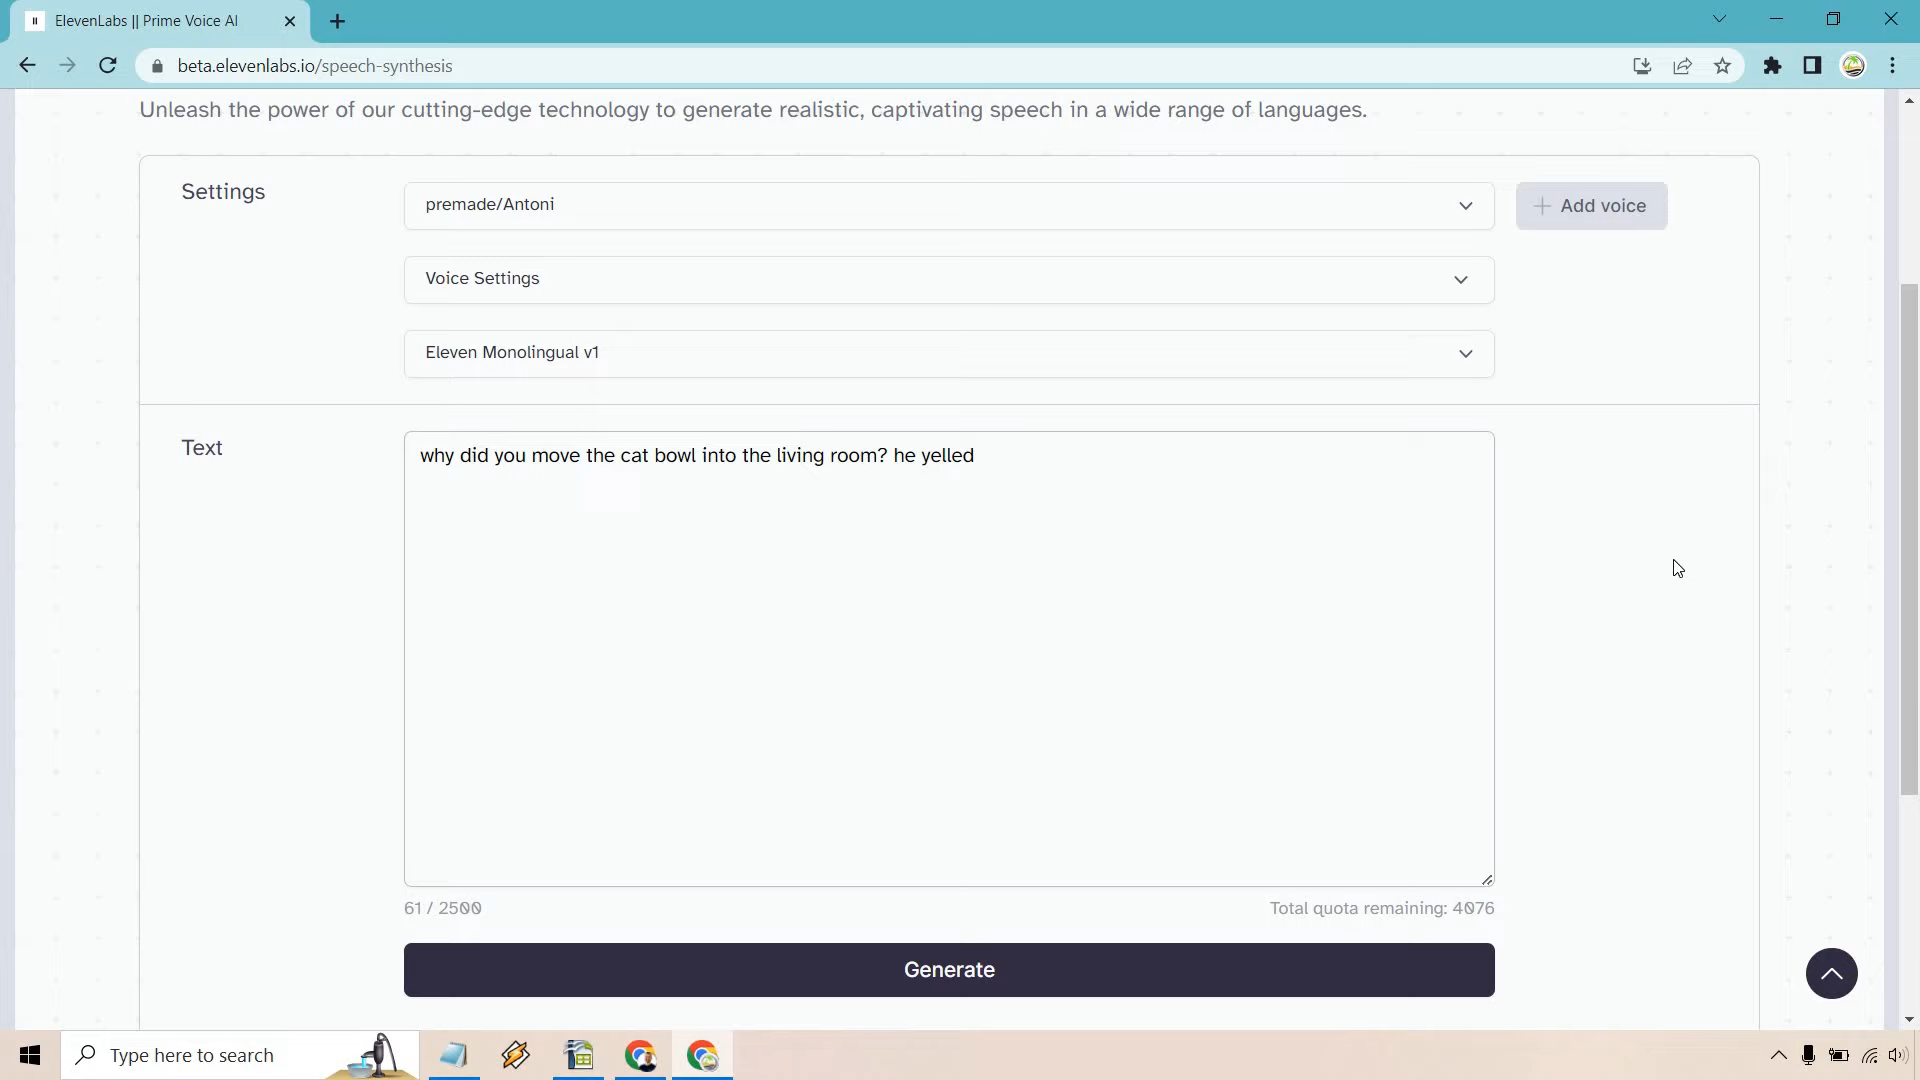 ElevenLabs || Prime Voice AI
beta.elevenlabs.io/speech-synthesis
Unleash the power of our cutting-edge technology to generate realistic, captivating speech in a wide range of languages.
Settings
premade/Antoni
Add voice
Voice Settings
Eleven Monolingual v1
Text
why did you move the cat bowl into the living room? he yelled
61 / 2500
Total quota remaining: 4076
Generate
Type here to search